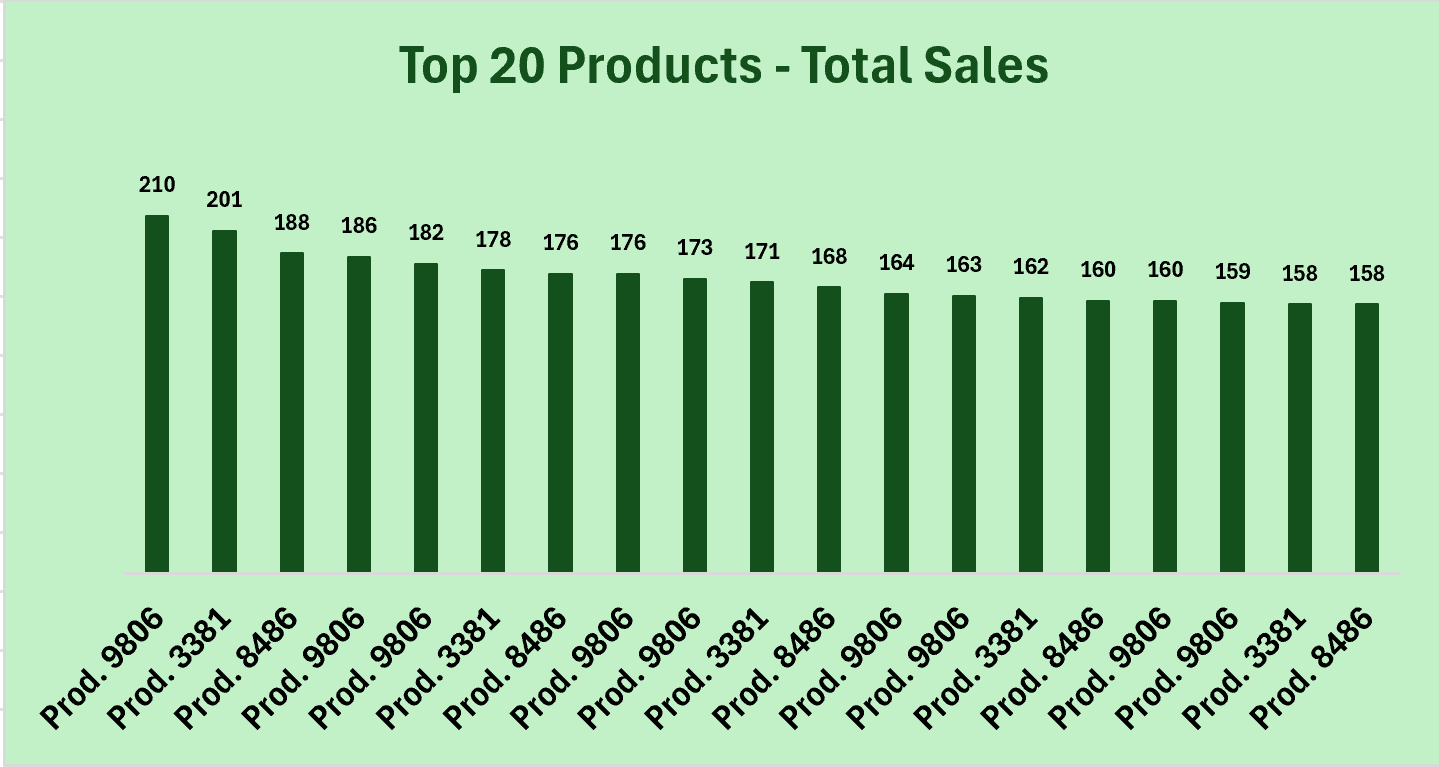 Top 20 Products - Total Sales
210
201
188
186
182
178
176
176
173
171
168
164
163
162
160
160
159
158
158
Prod. 9806
Prod. 3381
Prod. 8486
Prod. 9806
Prod. 9806
Prod. 3381
Prod. 8486
Prod. 9806
Prod. 9806
Prod. 3381
Prod. 8486
Prod. 9806
Prod. 9806
Prod. 3381
Prod. 8486
Prod. 9806
Prod. 9806
Prod. 3381
Prod. 8486